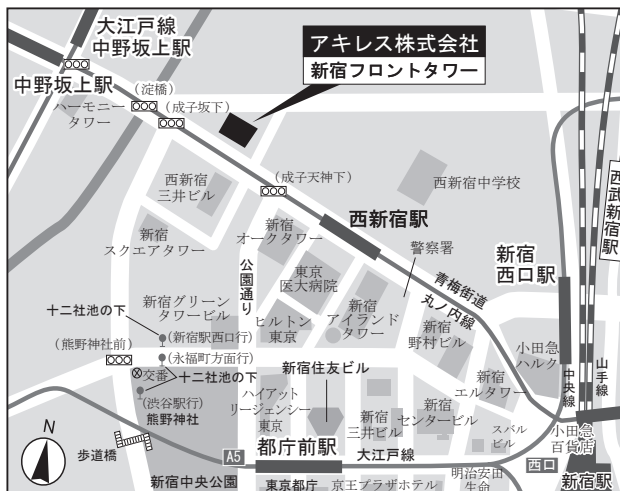 大江戸線
中野坂上駅
中野坂上駅
アキレス株式会社
新宿フロントタワー
(淀橋)
ハーモニー
タワー
(成子坂下)
西新宿
三井ビル
(成子天神下)
西新宿中学校
西武新宿駅
新宿
スクエアタワー
新宿
オークタワー
西新宿駅
警察署
新宿
西口駅
公園通り
東京
医大病院
青梅街道
丸ノ内線
十二社池の下
新宿グリーン
タワービル
(新宿駅西口行)
ヒルトン
東京
新宿
アイランド
タワー
新宿
野村ビル
小田急
ハルク
中央線
山手線
(熊野神社前)
(永福町方面行)
交番
十二社池の下
(渋谷駅行)
熊野神社
新宿住友ビル
ハイアット
リージェンシー
東京
新宿
三井ビル
新宿
センタービル
新宿
エルタワー
スバル
ビル
小田急
百貨店
N
歩道橋
A5
都庁前駅
大江戸線
西口
新宿駅
新宿中央公園
東京都庁
京王プラザホテル
明治安田
生命